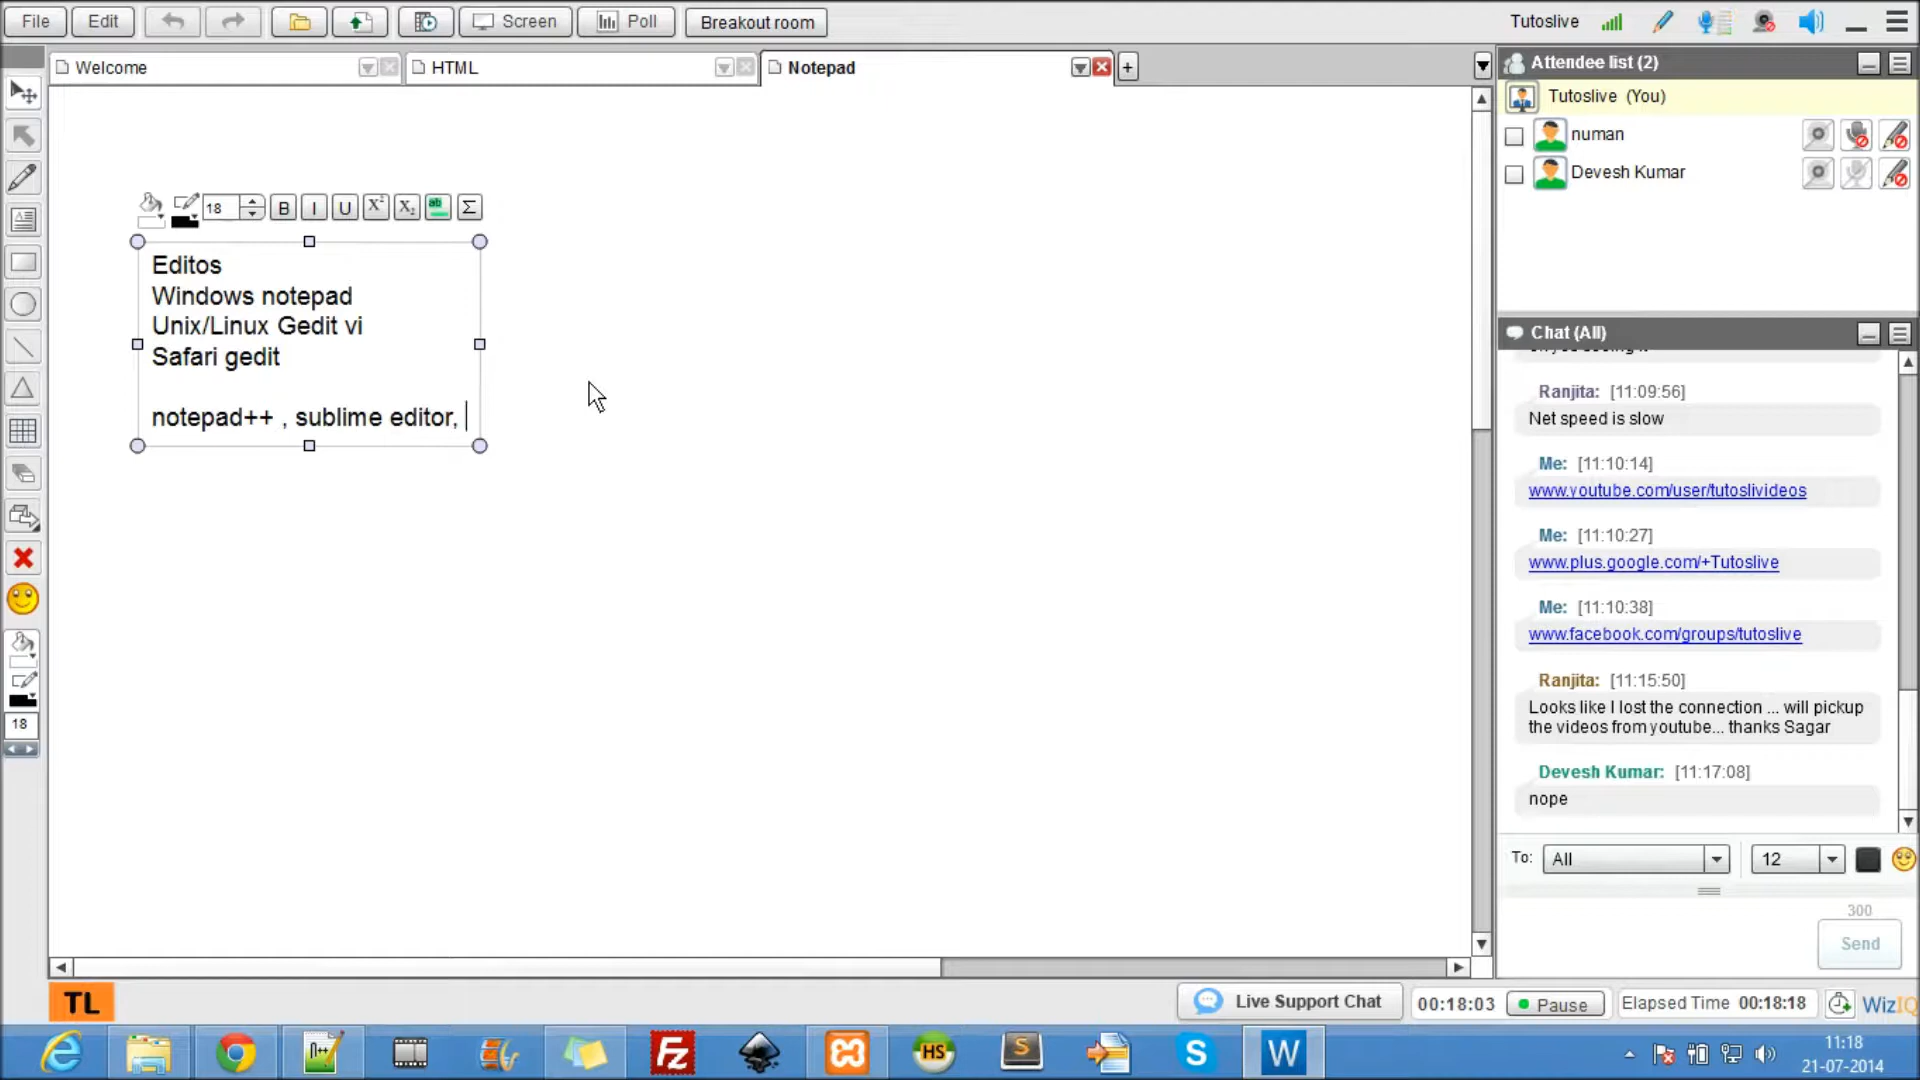 File Edit Screen Poll Breakout room Tutoslive
Welcome HTML Notepad +
Attendee list (2)
Tutoslive (You)
numan
Devesh Kumar
18 B I U X² X₂ ab Σ
Editos
Windows notepad
Unix/Linux Gedit vi
Safari gedit
notepad++ , sublime editor,
18
Chat (All)
Ranjita: [11:09:56]
Net speed is slow
Me: [11:10:14]
www.youtube.com/user/tutoslivideos
Me: [11:10:27]
www.plus.google.com/+Tutoslive
Me: [11:10:38]
www.facebook.com/groups/tutoslive
Ranjita: [11:15:50]
Looks like I lost the connection ... will pickup
the videos from youtube... thanks Sagar
Devesh Kumar: [11:17:08]
nope
To: All 12
300
Send
TL Live Support Chat 00:18:03 Pause Elapsed Time 00:18:18 WizIQ
N++ Fz HS S S W
11:18
21-07-2014